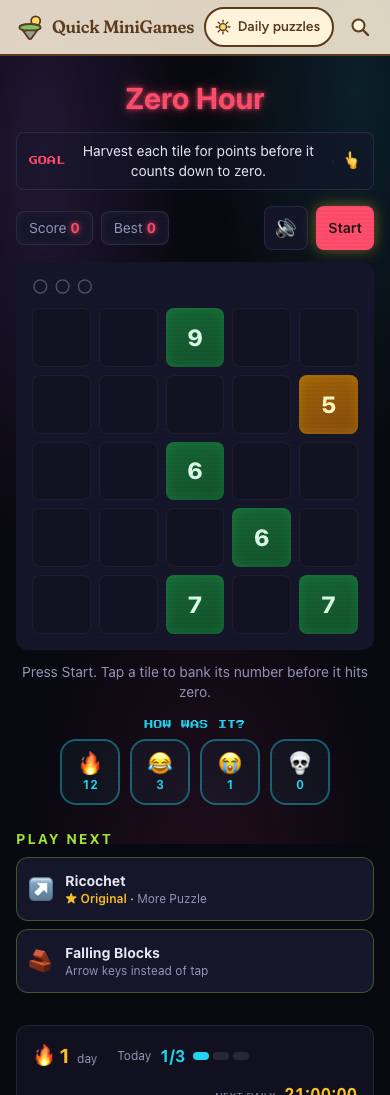 Quick MiniGames
Daily puzzles
Zero Hour
GOAL
Harvest each tile for points before it
counts down to zero.
Score 0
Best 0
Start
9
5
6
6
7 7
Press Start. Tap a tile to bank its number before it hits
zero.
HOW WAS IT?
12 3 1 0
PLAY NEXT
Ricochet
Original · More Puzzle
Falling Blocks
Arrow keys instead of tap
1 day Today 1/3
NEXT DAILY 21:00:00